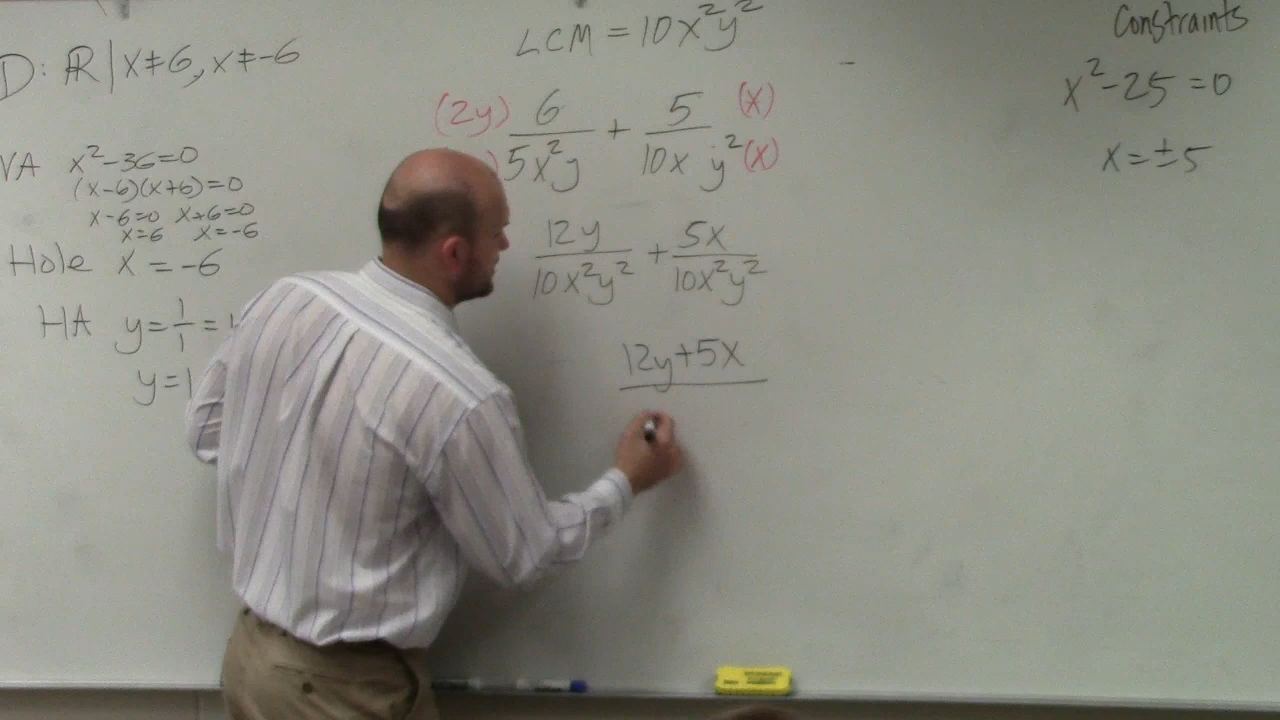 D: ℝ | x≠6, x≠-6
VA x²-36=0
(x-6)(x+6)=0
x-6=0 x+6=0
x=6 x=-6
Hole x = -6
HA y = 1/1 =
y=1
LCM = 10x²y²
(2y) 6/5x²y + 5/10x y² (x) (x)
12y/10x²y² + 5x/10x²y²
12y+5x
Constraints
x²-25=0
x=±5